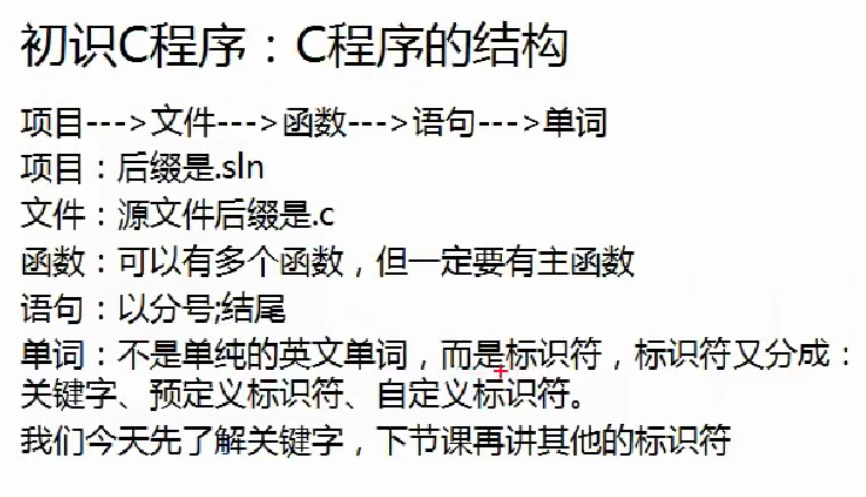 初识C程序：C程序的结构
项目--->文件--->函数--->语句--->单词
项目：后缀是.sln
文件：源文件后缀是.c
函数：可以有多个函数，但一定要有主函数
语句：以分号;结尾
单词：不是单纯的英文单词，而是标识符，标识符又分成：
关键字、预定义标识符、自定义标识符。
我们今天先了解关键字，下节课再讲其他的标识符